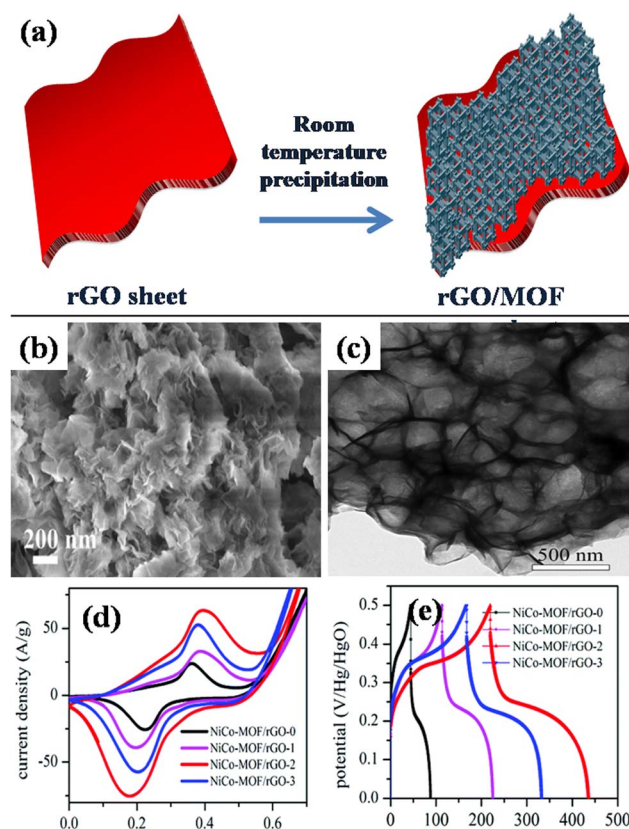 (a)
Room
temperature
precipitation
rGO sheet
rGO/MOF
(b)
200 nm
(c)
500 nm
(d)
current density (A/g)
50
0
-50
0.0 0.2 0.4 0.6
NiCo-MOF/rGO-0
NiCo-MOF/rGO-1
NiCo-MOF/rGO-2
NiCo-MOF/rGO-3
(e)
potential (V/Hg/HgO)
0.5
0.4
0.3
0.2
0.1
0.0
0 100 200 300 400 500
NiCo-MOF/rGO-0
NiCo-MOF/rGO-1
NiCo-MOF/rGO-2
NiCo-MOF/rGO-3